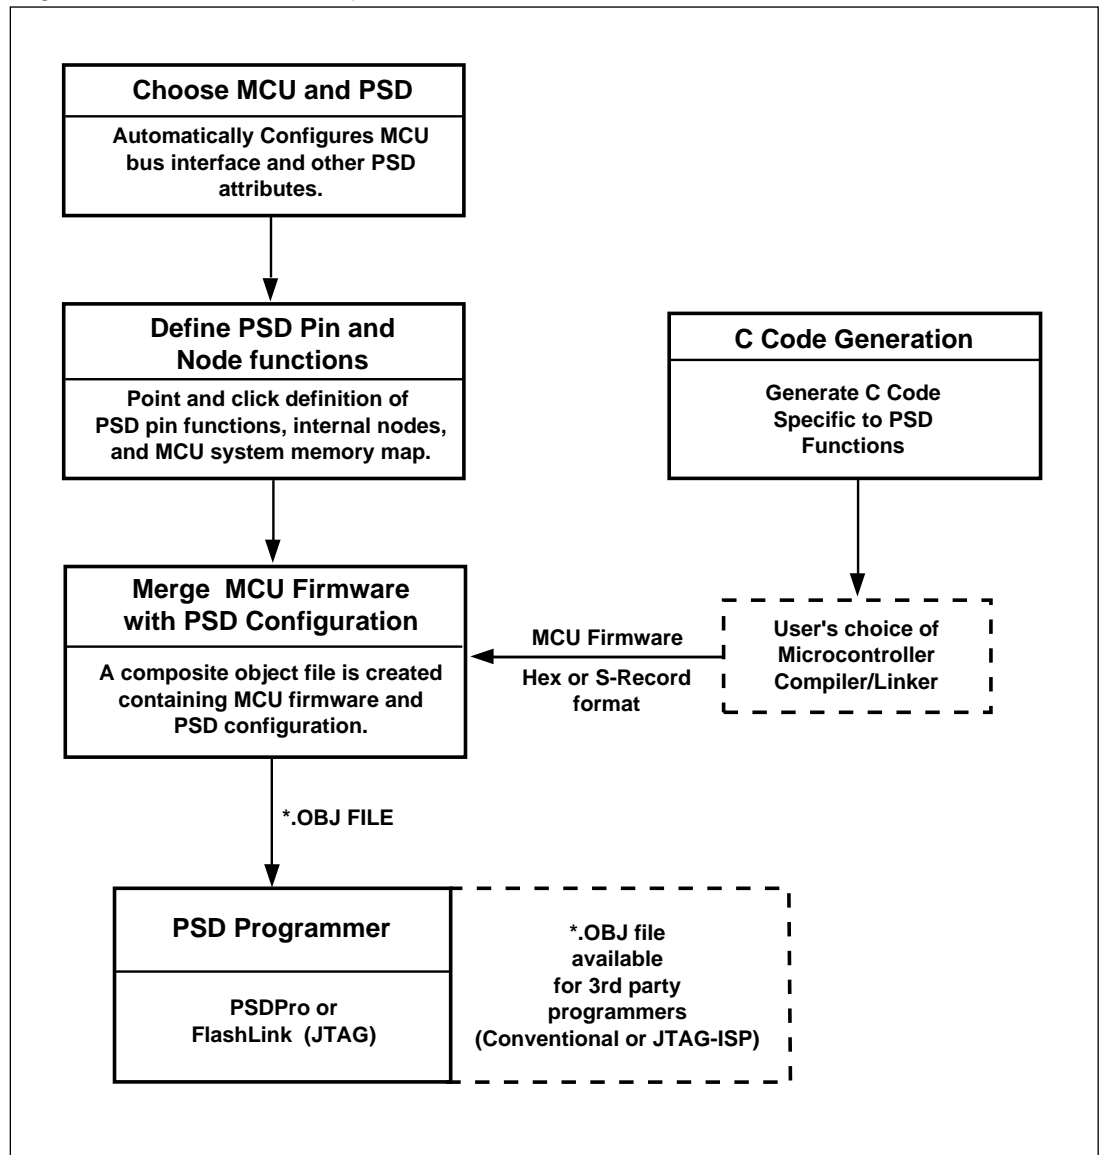 Choose MCU and PSD
Automatically Configures MCU
bus interface and other PSD
attributes.
Define PSD Pin and
Node functions
Point and click definition of
PSD pin functions, internal nodes,
and MCU system memory map.
C Code Generation
Generate C Code
Specific to PSD
Functions
Merge MCU Firmware
with PSD Configuration
A composite object file is created
containing MCU firmware and
PSD configuration.
MCU Firmware
Hex or S-Record
format
User's choice of
Microcontroller
Compiler/Linker
*.OBJ FILE
PSD Programmer
PSDPro or
FlashLink (JTAG)
*.OBJ file
available
for 3rd party
programmers
(Conventional or JTAG-ISP)